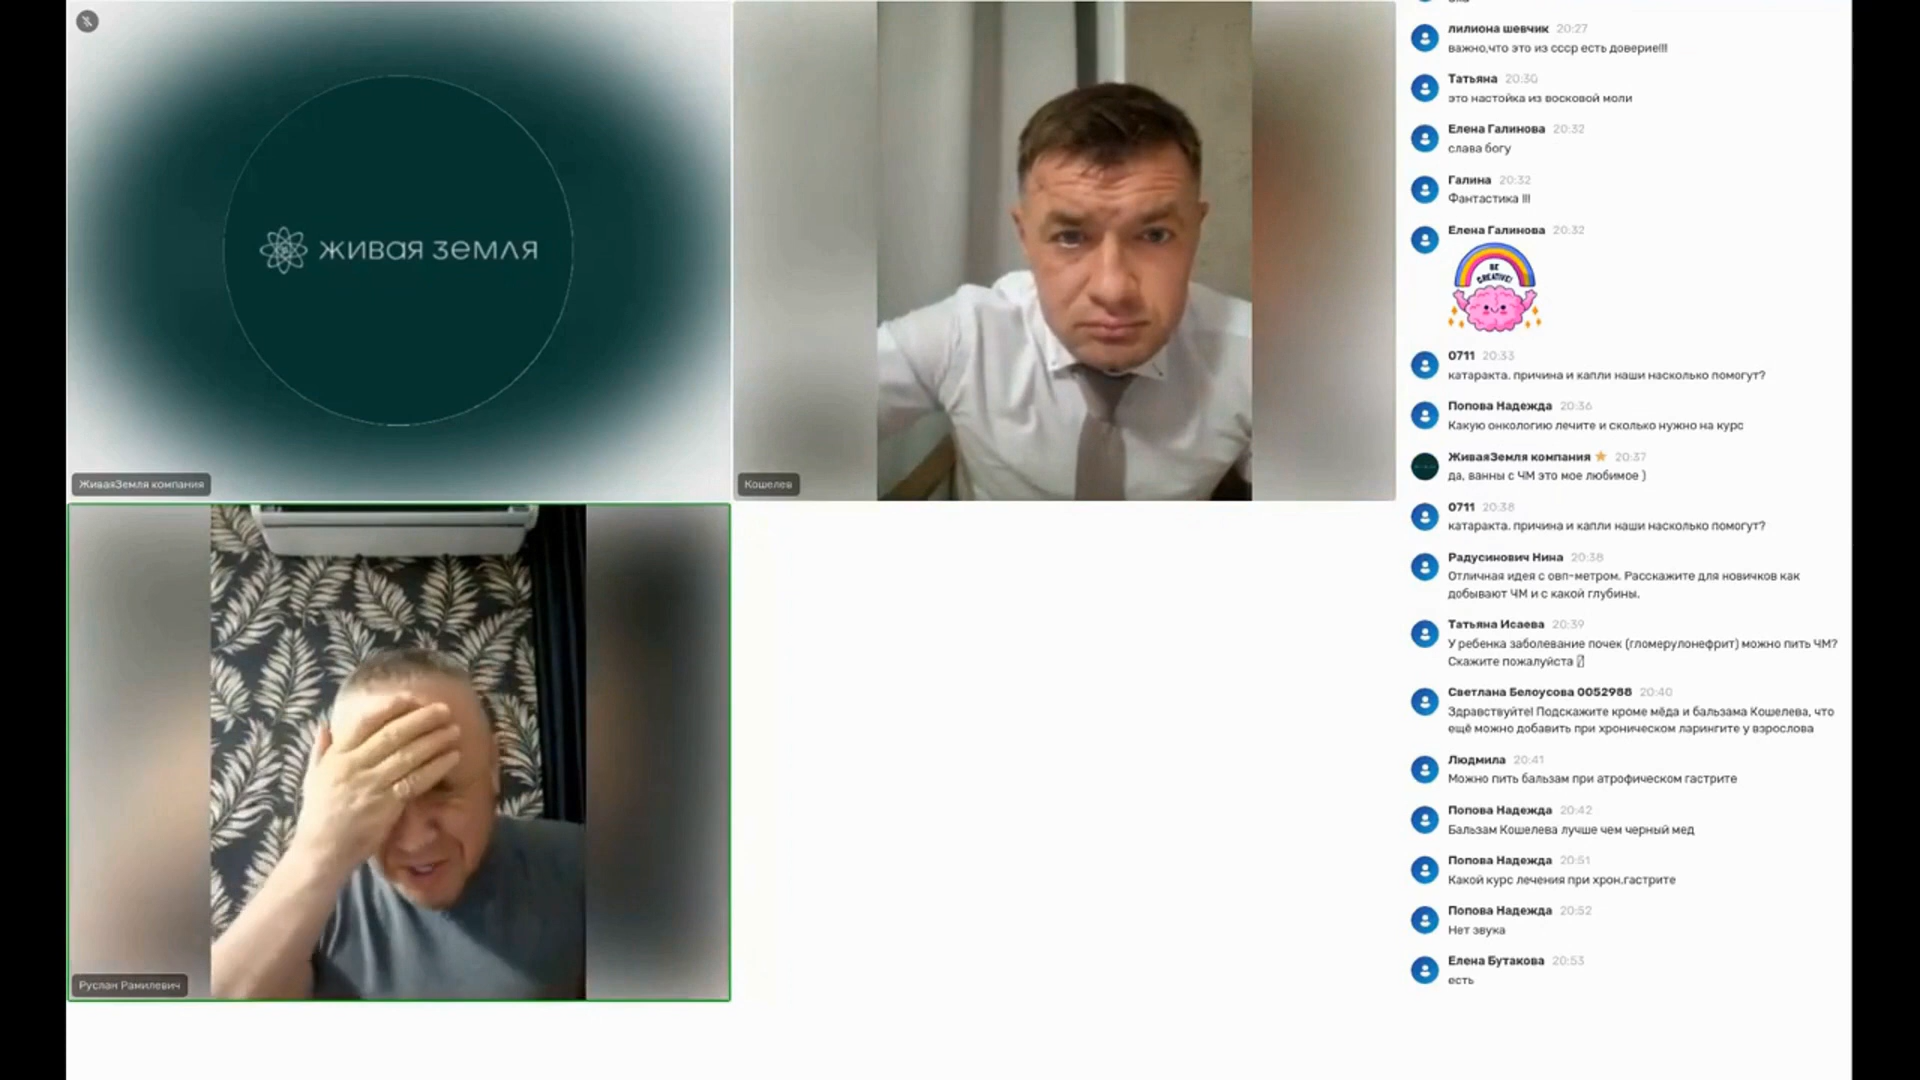 живая земля
ЖиваяЗемля компания
Кошелев
Руслан Рамилевич
лилиона шевчик 20:27
важно,что это из ссср есть доверие!!!
Татьяна 20:30
это настойка из восковой моли
Елена Галинова 20:32
слава богу
Галина 20:32
Фантастика !!!
Елена Галинова 20:32
BE
CREATIVE!
0711 20:33
катаракта. причина и капли наши насколько помогут?
Попова Надежда 20:36
Какую онкологию лечите и сколько нужно на курс
ЖиваяЗемля компания 20:37
да, ванны с ЧМ это мое любимое )
0711 20:38
катаракта. причина и капли наши насколько помогут?
Радусинович Нина 20:38
Отличная идея с овп-метром. Расскажите для новичков как
добывают ЧМ и с какой глубины.
Татьяна Исаева 20:39
У ребенка заболевание почек (гломерулонефрит) можно пить ЧМ?
Скажите пожалуйста
Светлана Белоусова 0052988 20:40
Здравствуйте! Подскажите кроме мёда и бальзама Кошелева, что
ещё можно добавить при хроническом ларингите у взрослова
Людмила 20:41
Можно пить бальзам при атрофическом гастрите
Попова Надежда 20:42
Бальзам Кошелева лучше чем черный мед
Попова Надежда 20:51
Какой курс лечения при хрон.гастрите
Попова Надежда 20:52
Нет звука
Елена Бутакова 20:53
есть